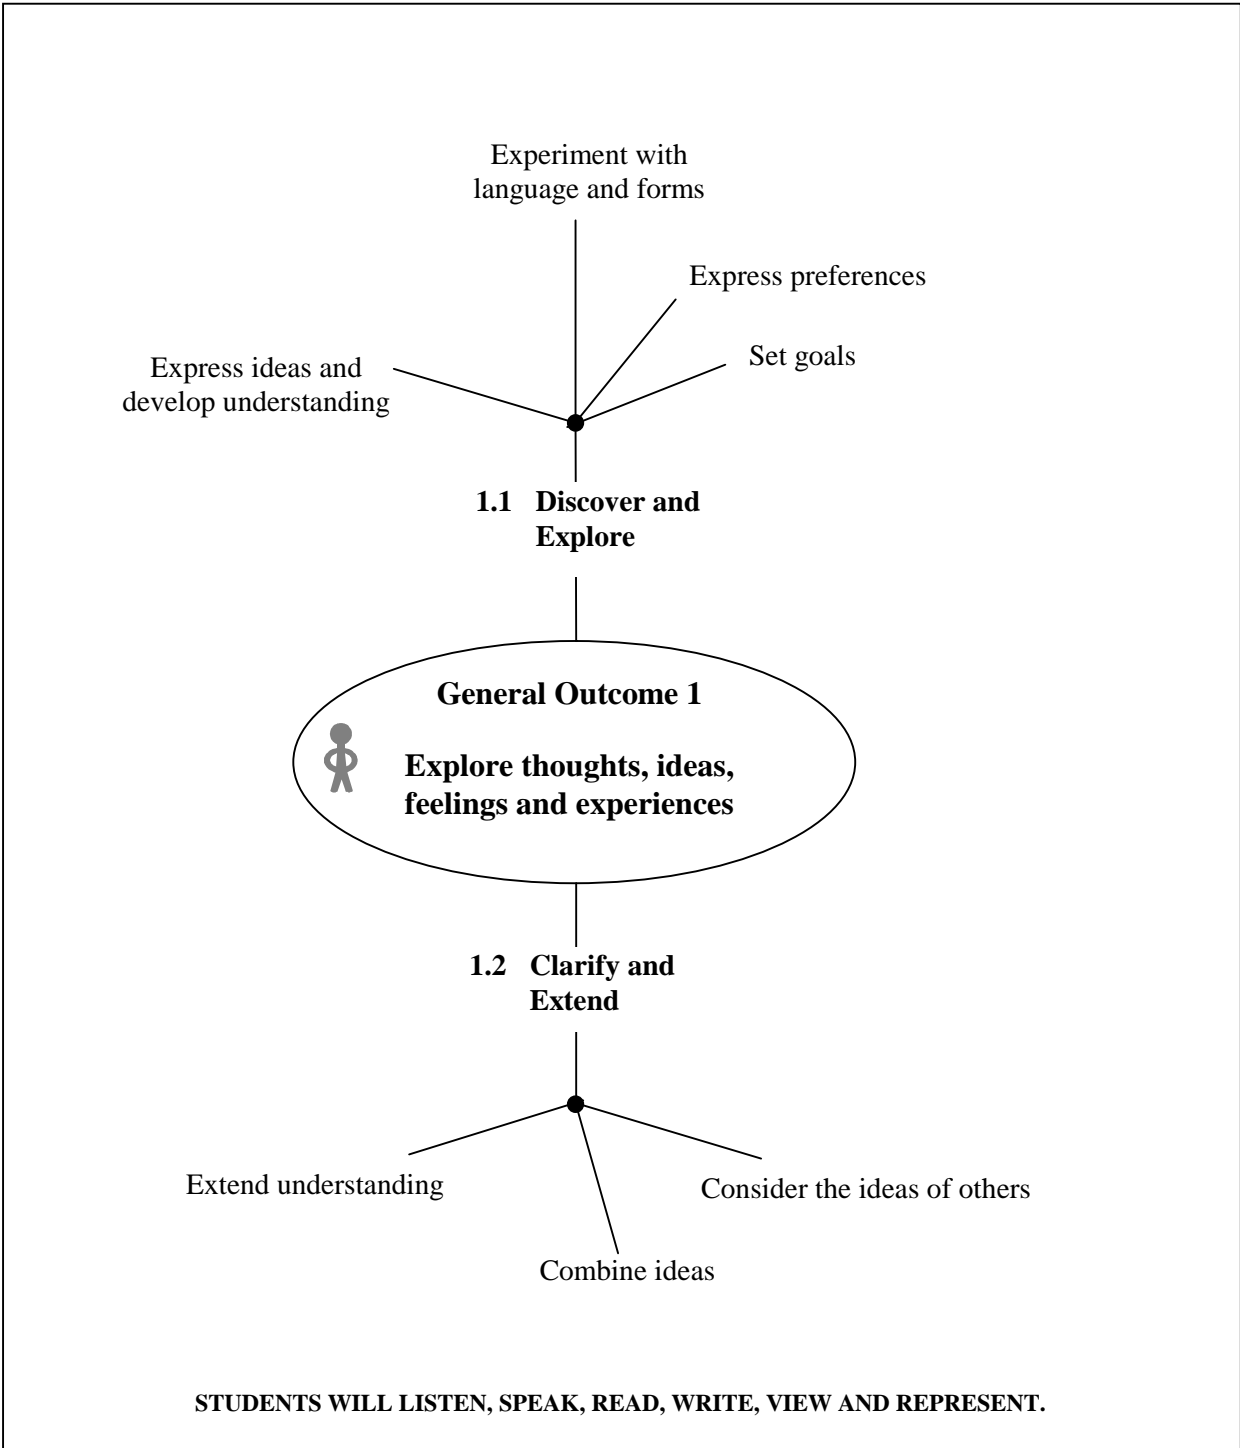 Experiment with
language and forms
Express preferences
Set goals
Express ideas and
develop understanding
1.1 Discover and
Explore
General Outcome 1
Explore thoughts, ideas,
feelings and experiences
1.2 Clarify and
Extend
Extend understanding
Consider the ideas of others
Combine ideas
STUDENTS WILL LISTEN, SPEAK, READ, WRITE, VIEW AND REPRESENT.